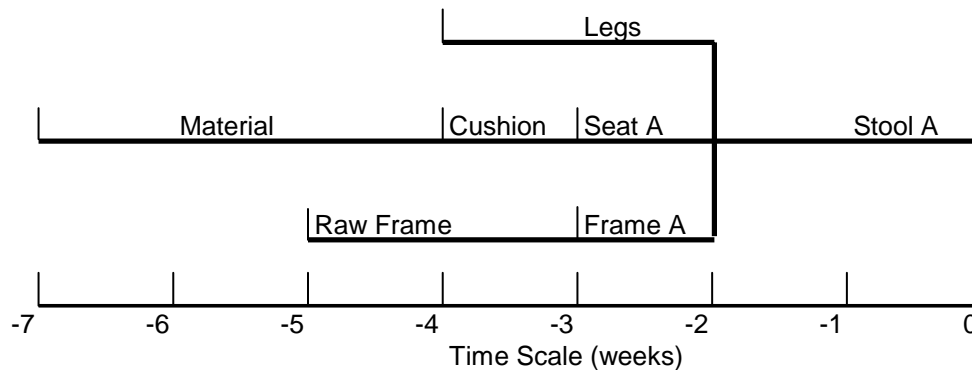 Legs
Material Cushion Seat A Stool A
Raw Frame Frame A
-7 -6 -5 -4 -3 -2 -1 0
Time Scale (weeks)